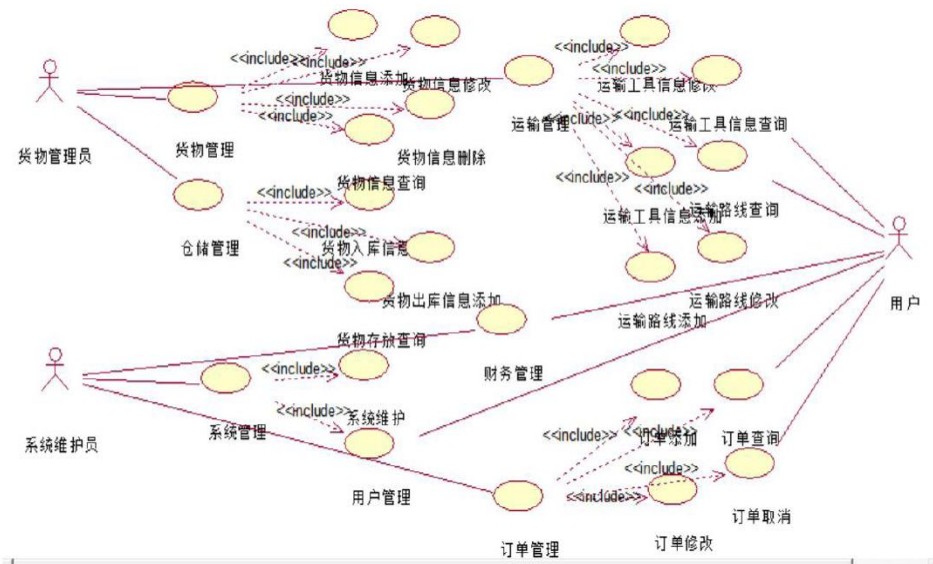 <<include>>
<<include>>
<<include>>
<<include>>
货物信息添加
货物信息修改
运输工具信息修改
<<include>>
<<include>>
<<include>>
<<include>>
货物管理员
货物管理
货物信息删除
运输管理
运输工具信息查询
<<include>>
货物信息查询
<<include>>
<<include>>
运输工具信息添加
运输路线查询
<<include>>
仓储管理
货物入库信息
<<include>>
货物出库信息添加
运输路线修改
用户
运输路线添加
货物存放查询
<<include>>
财务管理
系统维护员
系统管理
<<include>>
系统维护
<<include>>
<<include>>
订单添加
订单查询
用户管理
<<include>>
<<include>>
订单取消
订单管理
订单修改